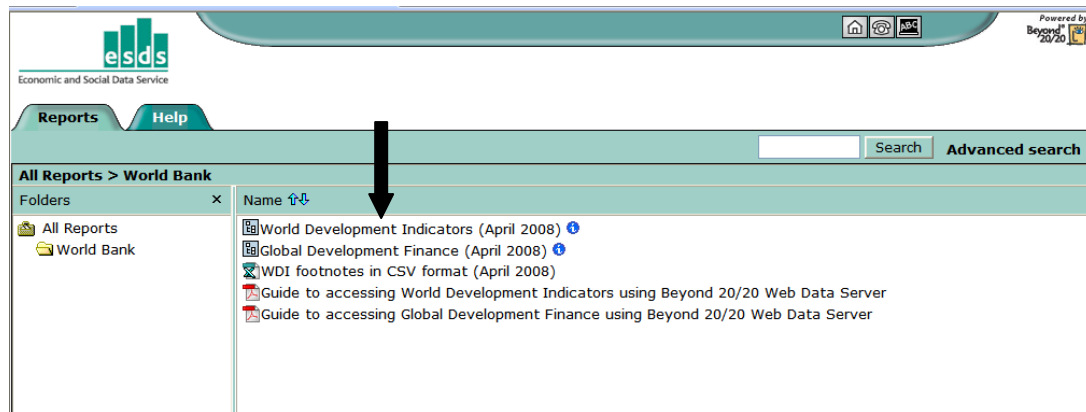 Powered by
Beyond 20/20
ABC
esds
Economic and Social Data Service
Reports Help
Search Advanced search
All Reports > World Bank
Folders × Name
All Reports
World Bank
World Development Indicators (April 2008)
Global Development Finance (April 2008)
WDI footnotes in CSV format (April 2008)
Guide to accessing World Development Indicators using Beyond 20/20 Web Data Server
Guide to accessing Global Development Finance using Beyond 20/20 Web Data Server